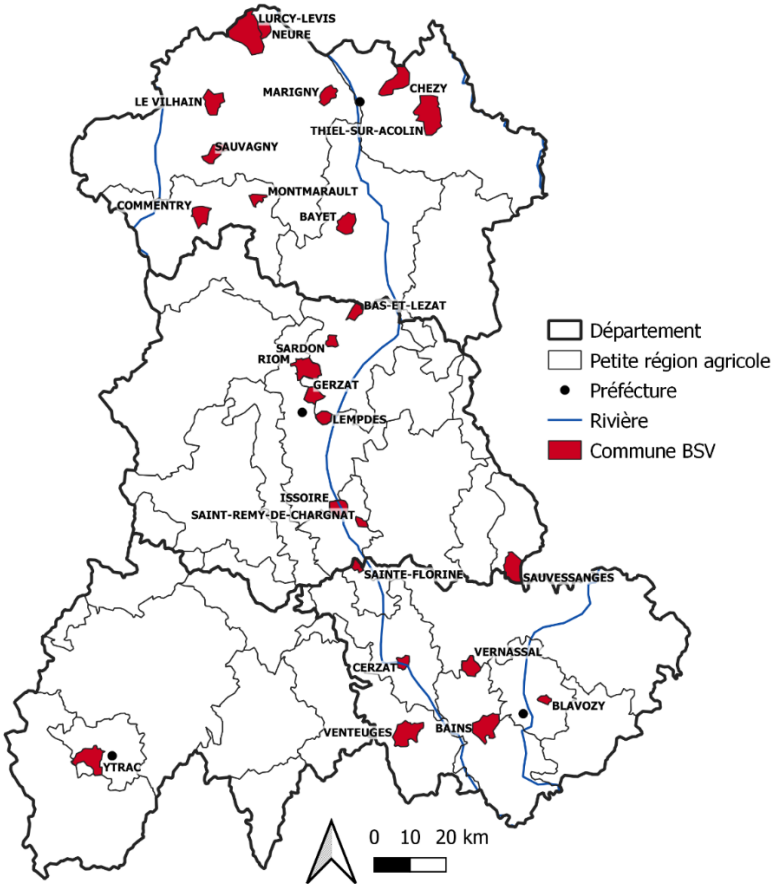 LURCY-LEVIS
NEURE
MARIGNY
CHEZY
LE VILHAIN
THIEL-SUR-ACOLIN
SAUVAGNY
MONTMARAULT
COMMENTRY
BAYET
BAS-ET-LEZAT
SARDON
RIOM
GERZAT
LEMPDES
ISSOIRE
SAINT-REMY-DE-CHARGNAT
SAINTE-FLORINE
SAUVESSANGES
VERNASSAL
CERZAT
BLAVOZY
VENTEUGES
BAINS
YTRAC
Département
Petite région agricole
Préfécture
Rivière
Commune BSV
0 10 20 km